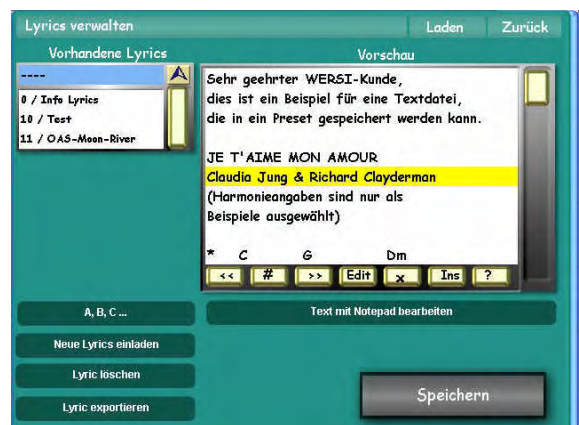 Lyrics verwalten
Laden
Zurück
Vorhandene Lyrics
----
0 / Info Lyrics
10 / Test
11 / OAS-Moon-River
Vorschau
Sehr geehrter WERSI-Kunde,
dies ist ein Beispiel für eine Textdatei,
die in ein Preset gespeichert werden kann.
JE T'AIME MON AMOUR
Claudia Jung & Richard Clayderman
(Harmonieangaben sind nur als
Beispiele ausgewählt)
* C G Dm
<< # >> Edit x Ins ?
A, B, C ...
Neue Lyrics einladen
Lyric löschen
Lyric exportieren
Text mit Notepad bearbeiten
Speichern